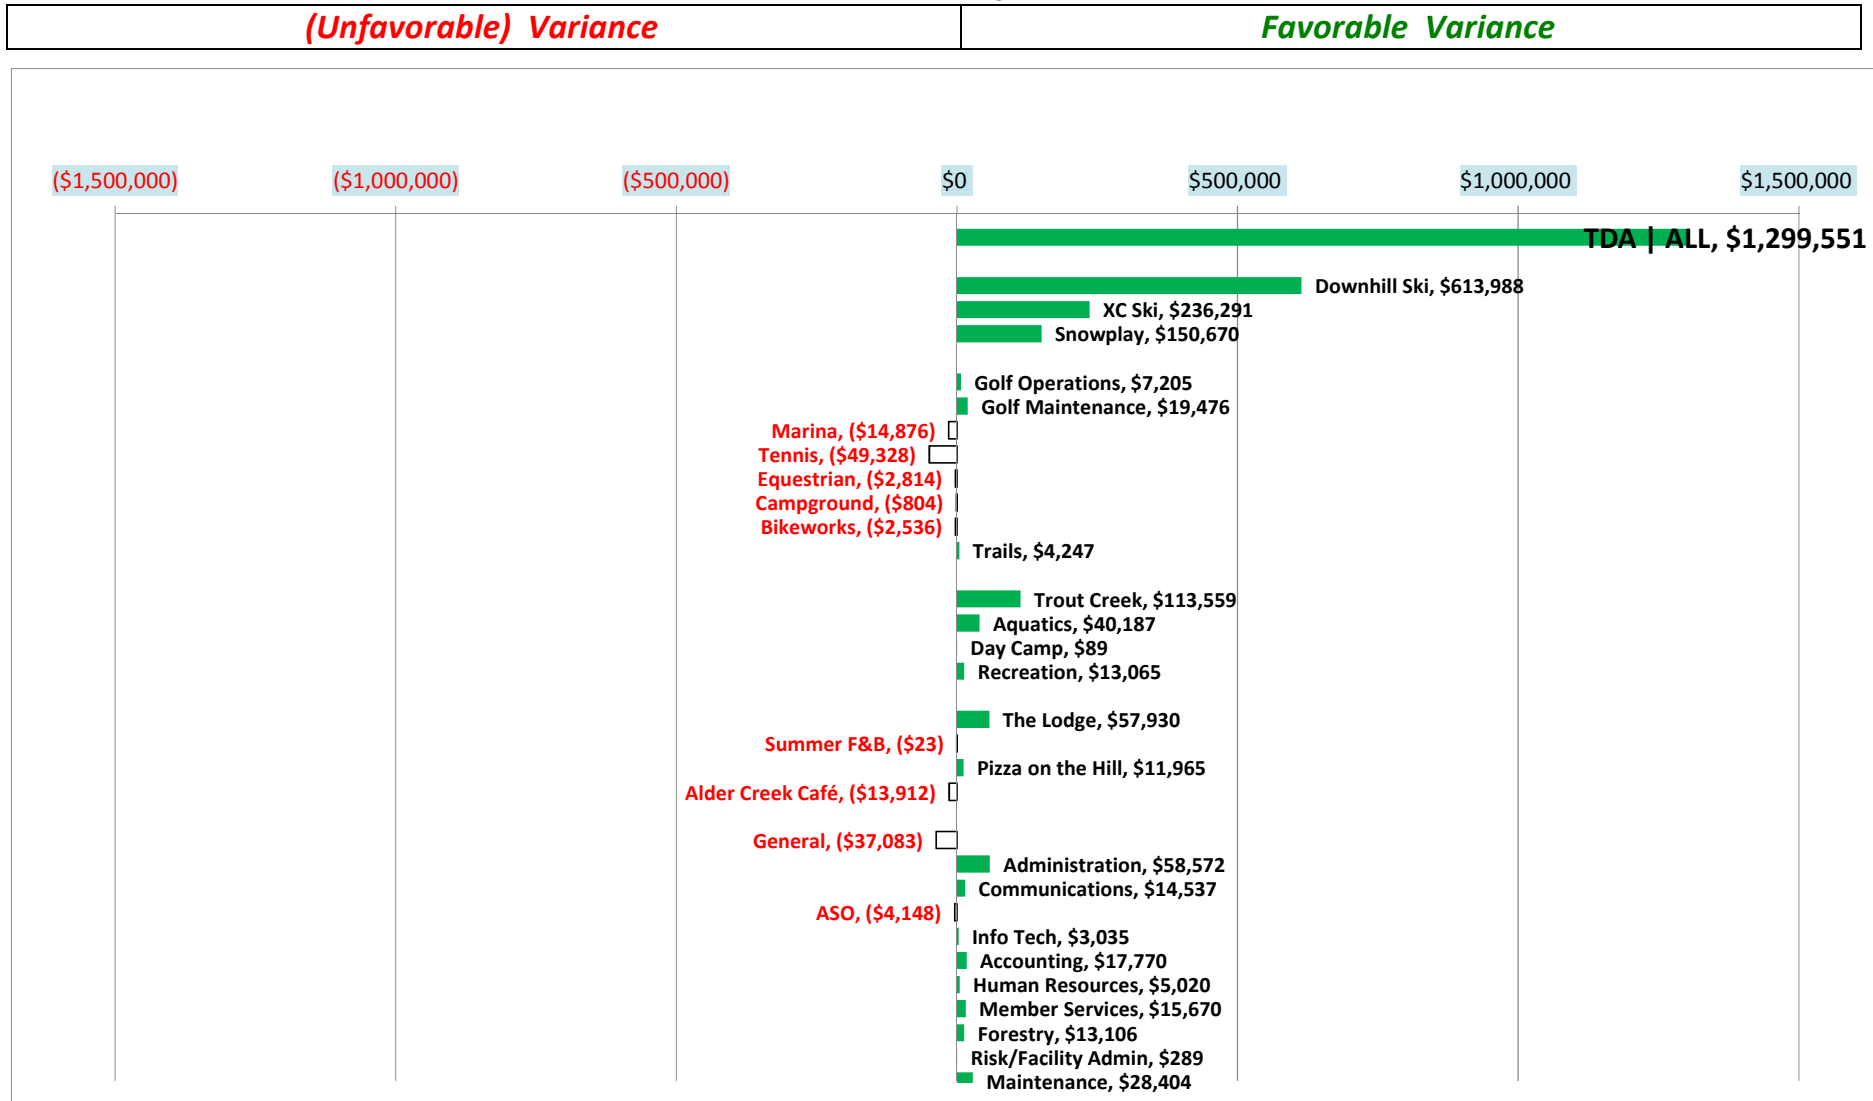 (Unfavorable) Variance
Favorable Variance
($1,500,000) ($1,000,000) ($500,000) $0 $500,000 $1,000,000 $1,500,000
TDA | ALL, $1,299,551
Downhill Ski, $613,988
XC Ski, $236,291
Snowplay, $150,670
Golf Operations, $7,205
Golf Maintenance, $19,476
Marina, ($14,876)
Tennis, ($49,328)
Equestrian, ($2,814)
Campground, ($804)
Bikeworks, ($2,536)
Trails, $4,247
Trout Creek, $113,559
Aquatics, $40,187
Day Camp, $89
Recreation, $13,065
The Lodge, $57,930
Summer F&B, ($23)
Pizza on the Hill, $11,965
Alder Creek Café, ($13,912)
General, ($37,083)
Administration, $58,572
Communications, $14,537
ASO, ($4,148)
Info Tech, $3,035
Accounting, $17,770
Human Resources, $5,020
Member Services, $15,670
Forestry, $13,106
Risk/Facility Admin, $289
Maintenance, $28,404